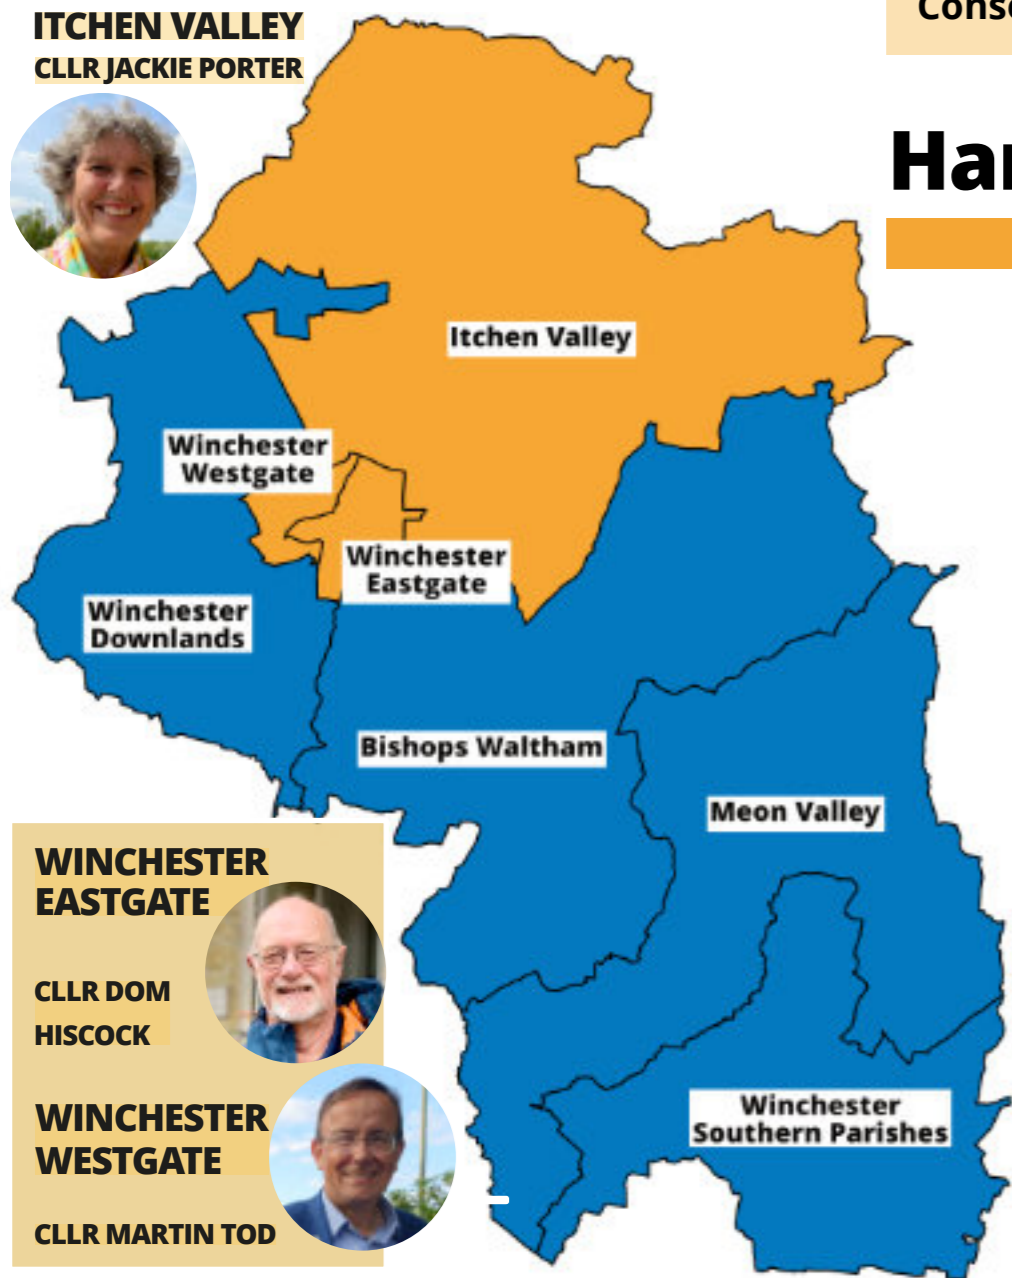 ITCHEN VALLEY
CLLR JACKIE PORTER
Itchen Valley
Winchester
Westgate
Winchester
Eastgate
Winchester
Downlands
Bishops Waltham
Meon Valley
Winchester
Southern Parishes
WINCHESTER
EASTGATE
CLLR DOM
HISCOCK
WINCHESTER
WESTGATE
CLLR MARTIN TOD